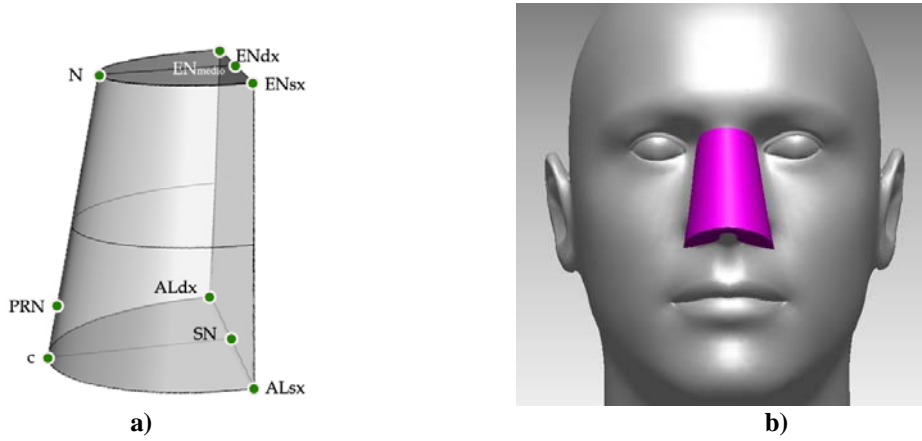 ENdx
N
ENmedio
ENsx
ALdx
PRN
SN
c
ALsx
a)
b)